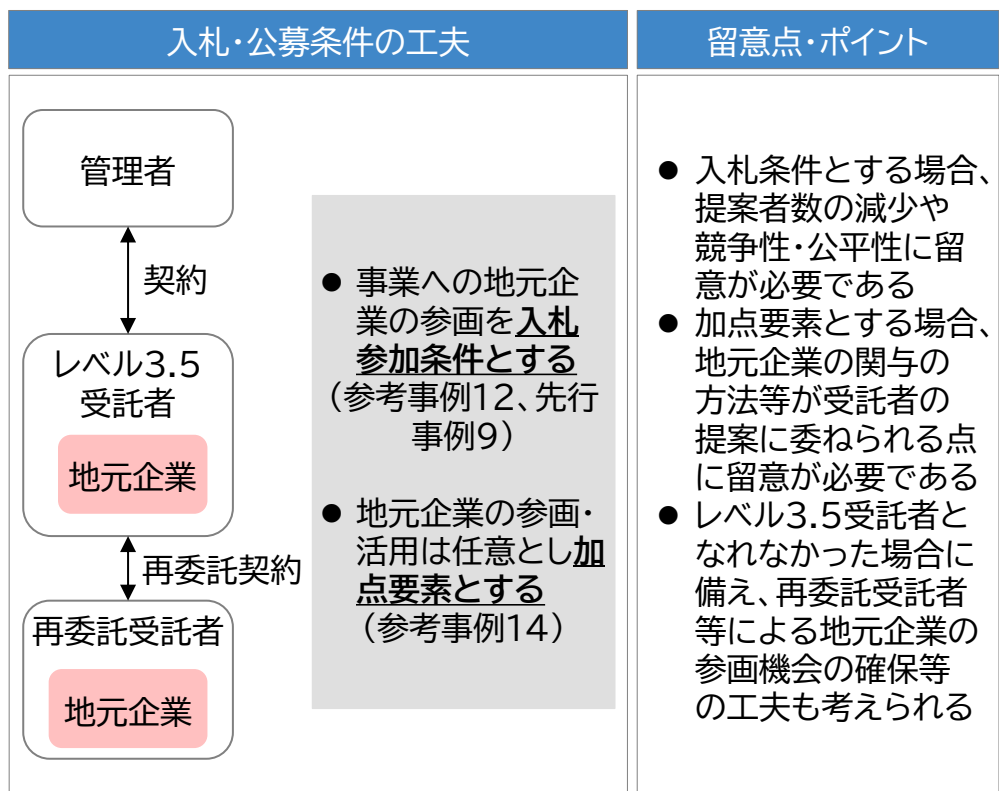 入札・公募条件の工夫
留意点・ポイント
管理者
契約
レベル3.5
受託者
地元企業
再委託契約
再委託受託者
地元企業
● 事業への地元企
業の参画を入札
参加条件とする
（参考事例12、先行
事例9）
● 地元企業の参画・
活用は任意とし加
点要素とする
（参考事例14）
● 入札条件とする場合、
提案者数の減少や
競争性・公平性に留
意が必要である
● 加点要素とする場合、
地元企業の関与の
方法等が受託者の
提案に委ねられる点
に留意が必要である
● レベル3.5受託者と
なれなかった場合に
備え、再委託受託者
等による地元企業の
参画機会の確保等
の工夫も考えられる